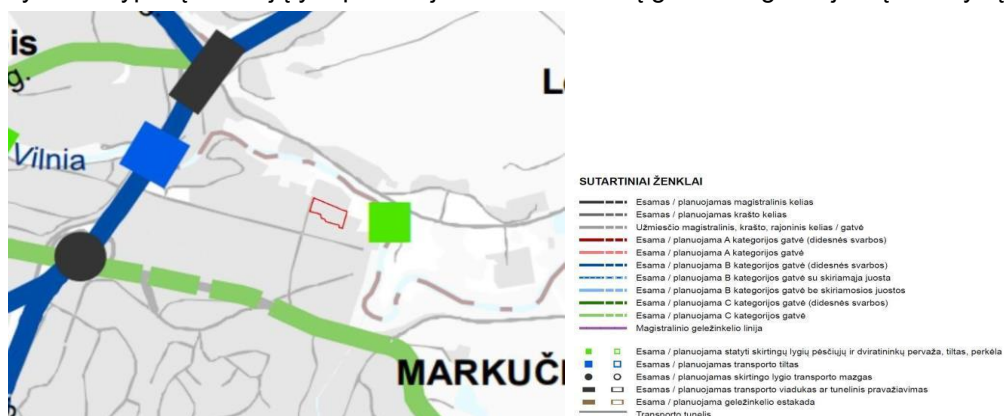 is
g.
Vilnia
L
MARKUČI
SUTARTINIAI ŽENKLAI
Esamas / planuojamas magistralinis kelias
Esamas / planuojamas krašto kelias
Užmiesčio magistralinis, krašto, rajoninis kelias / gatvė
Esama / planuojama A kategorijos gatvė (didesnės svarbos)
Esama / planuojama A kategorijos gatvė
Esama / planuojama B kategorijos gatvė (didesnės svarbos)
Esama / planuojama B kategorijos gatvė su skiriamąja juosta
Esama / planuojama B kategorijos gatvė be skiriamosios juostos
Esama / planuojama C kategorijos gatvė (didesnės svarbos)
Esama / planuojama C kategorijos gatvė
Magistralinio geležinkelio linija
Esama / planuojama statyti skirtingų lygių pėsčiųjų ir dviratininkų pervaža, tiltas, perkėla
Esamas / planuojamas transporto tiltas
Esamas / planuojamas skirtingo lygio transporto mazgas
Esamas / planuojamas transporto viadukas ar tunelinis pravažiavimas
Esama / planuojama geležinkelio estakada
Transporto tunelis